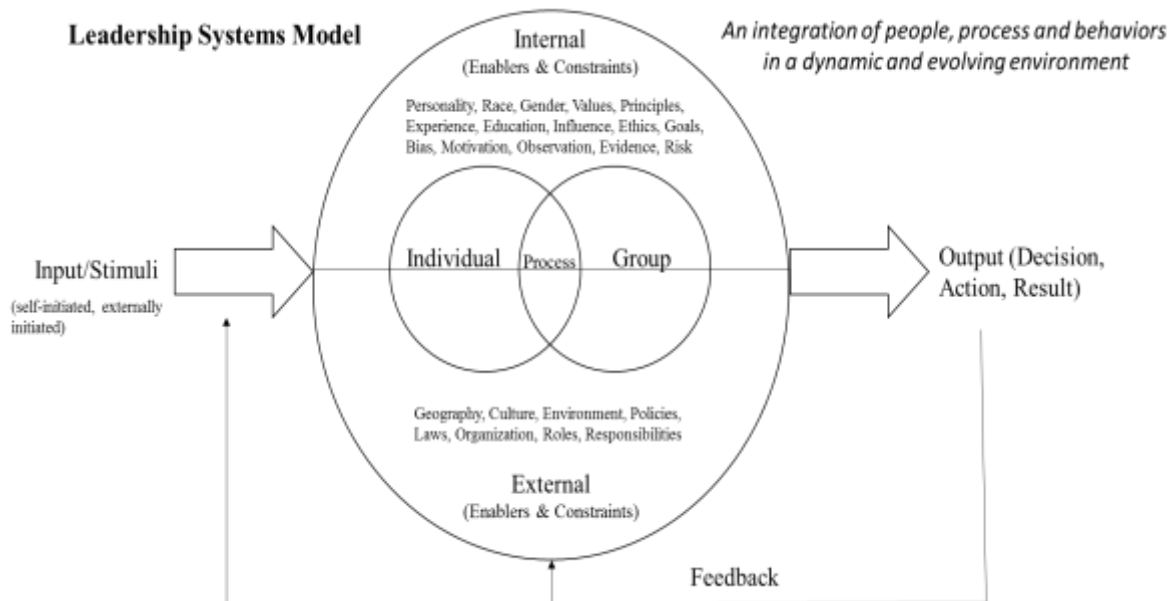 Leadership Systems Model
An integration of people, process and behaviors
in a dynamic and evolving environment
Internal
(Enablers & Constraints)
Personality, Race, Gender, Values, Principles,
Experience, Education, Influence, Ethics, Goals,
Bias, Motivation, Observation, Evidence, Risk
Input/Stimuli
(self-initiated, externally
initiated)
Individual
Process
Group
Output (Decision,
Action, Result)
Geography, Culture, Environment, Policies,
Laws, Organization, Roles, Responsibilities
External
(Enablers & Constraints)
Feedback